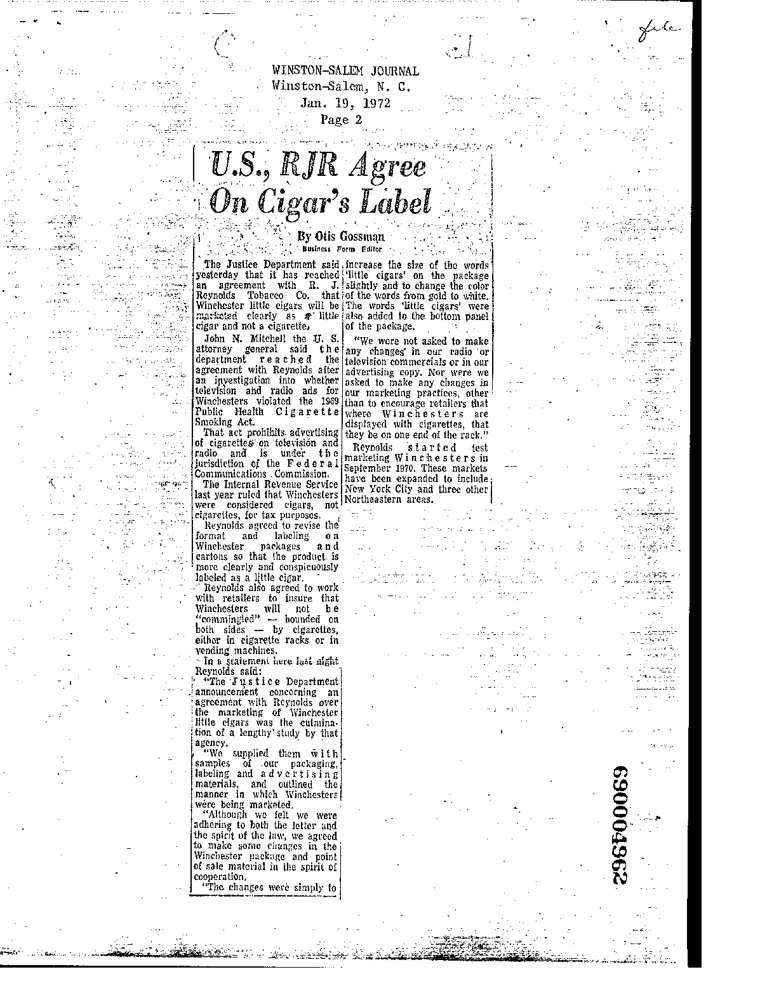 file
WINSTON-SALEM JOURNAL
Winston-Salem, N. C.
Jan. 19, 1972
Page 2
U.S., RJR Agree
On Cigar's Label
By Otis Gossman
Business Form Editor
The Justice Department said
yesterday that it has reached
an agreement with R. J.
Reynolds Tobacco Co. that
Winchester little cigars will be
marketed clearly as a little
cigar and not a cigarette.
John N. Mitchell the U. S.
attorney general said the
department reached the
agreement with Reynolds after
an investigation into whether
television and radio ads for
Winchesters violated the 1969
Public Health Cigarette
Smoking Act.
That act prohibits advertising
of cigarettes on television and
radio and is under the
jurisdiction of the Federal
Communications Commission.
The Internal Revenue Service
last year ruled that Winchesters
were considered cigars, not
cigarettes, for tax purposes.
Reynolds agreed to revise the
format and labeling on
Winchester packages and
cartons so that the product is
more clearly and conspicuously
labeled as a little cigar.
Reynolds also agreed to work
with retailers to insure that
Winchesters will not be
"commingled" — bounded on
both sides — by cigarettes,
either in cigarette racks or in
vending machines.
In a statement here last night
Reynolds said:
"The Justice Department
announcement concerning an
agreement with Reynolds over
the marketing of Winchester
little cigars was the culmina-
tion of a lengthy study by that
agency.
"We supplied them with
samples of our packaging,
labeling and advertising
materials, and outlined the
manner in which Winchesters
were being marketed.
"Although we felt we were
adhering to both the letter and
the spirit of the law, we agreed
to make some changes in the
Winchester package and point
of sale material in the spirit of
cooperation.
"The changes were simply to
increase the size of the words
'little cigars' on the package
slightly and to change the color
of the words from gold to white.
The words 'little cigars' were
also added to the bottom panel
of the package.
"We were not asked to make
any changes in our radio or
television commercials or in our
advertising copy. Nor were we
asked to make any changes in
our marketing practices, other
than to encourage retailers that
where Winchesters are
displayed with cigarettes, that
they be on one end of the rack."
Reynolds started test
marketing Winchesters in
September 1970. These markets
have been expanded to include
New York City and three other
Northeastern areas.
690004962